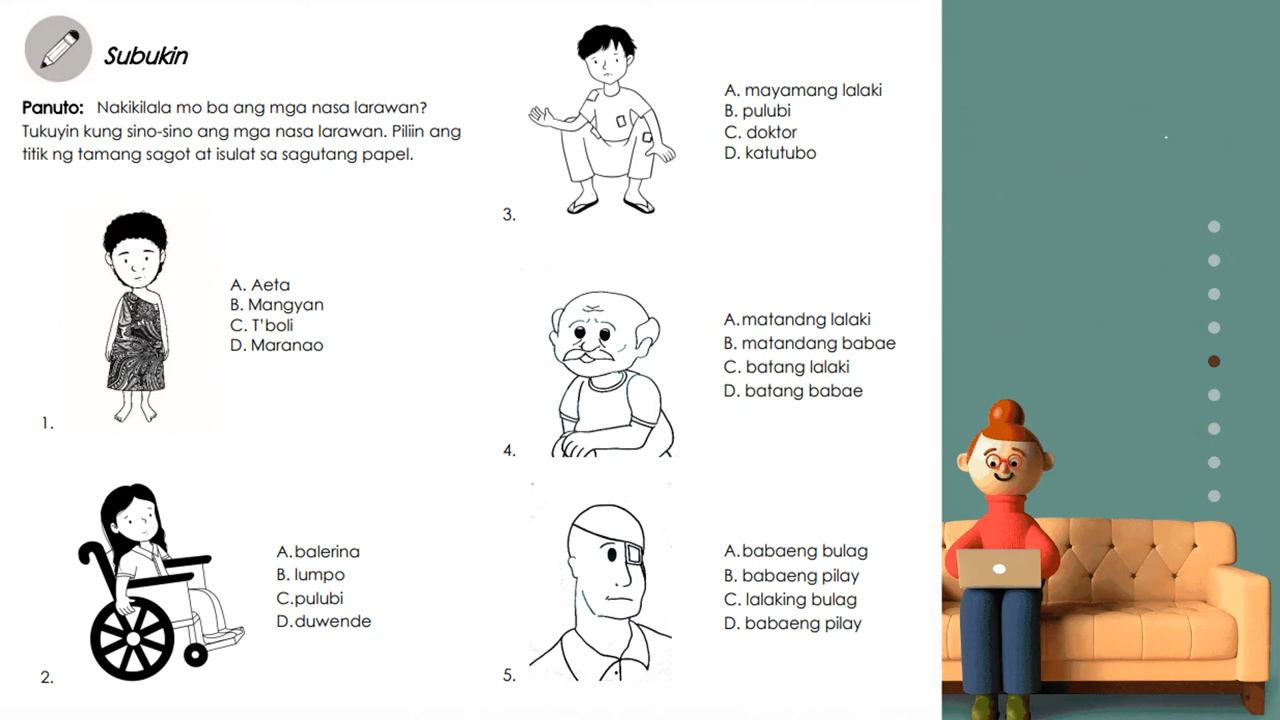 Subukin
Panuto: Nakikilala mo ba ang mga nasa larawan?
Tukuyin kung sino-sino ang mga nasa larawan. Piliin ang
titik ng tamang sagot at isulat sa sagutang papel.
1.
A. Aeta
B. Mangyan
C. T'boli
D. Maranao
2.
A.balerina
B. lumpo
C.pulubi
D.duwende
3.
A. mayamang lalaki
B. pulubi
C. doktor
D. katutubo
4.
A.matandng lalaki
B. matandang babae
C. batang lalaki
D. batang babae
5.
A.babaeng bulag
B. babaeng pilay
C. lalaking bulag
D. babaeng pilay